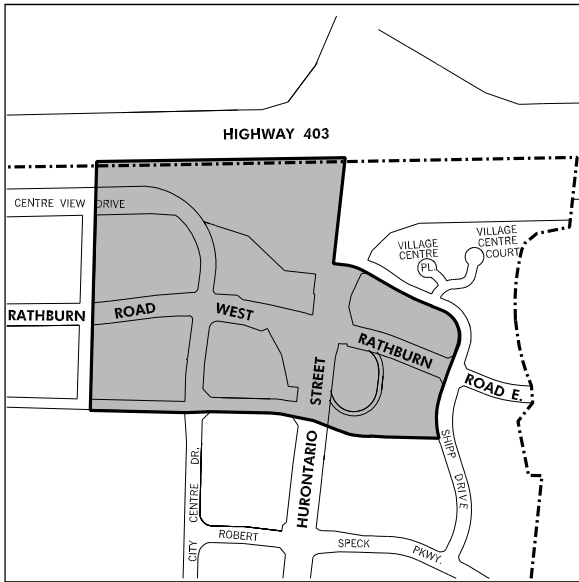 HIGHWAY 403
CENTRE VIEW DRIVE
VILLAGE
CENTRE
PL.
VILLAGE
CENTRE
COURT
RATHBURN ROAD WEST
RATHBURN ROAD E.
HURONTARIO STREET
CITY CENTRE DR.
SHIPP DRIVE
ROBERT SPECK PKWY.